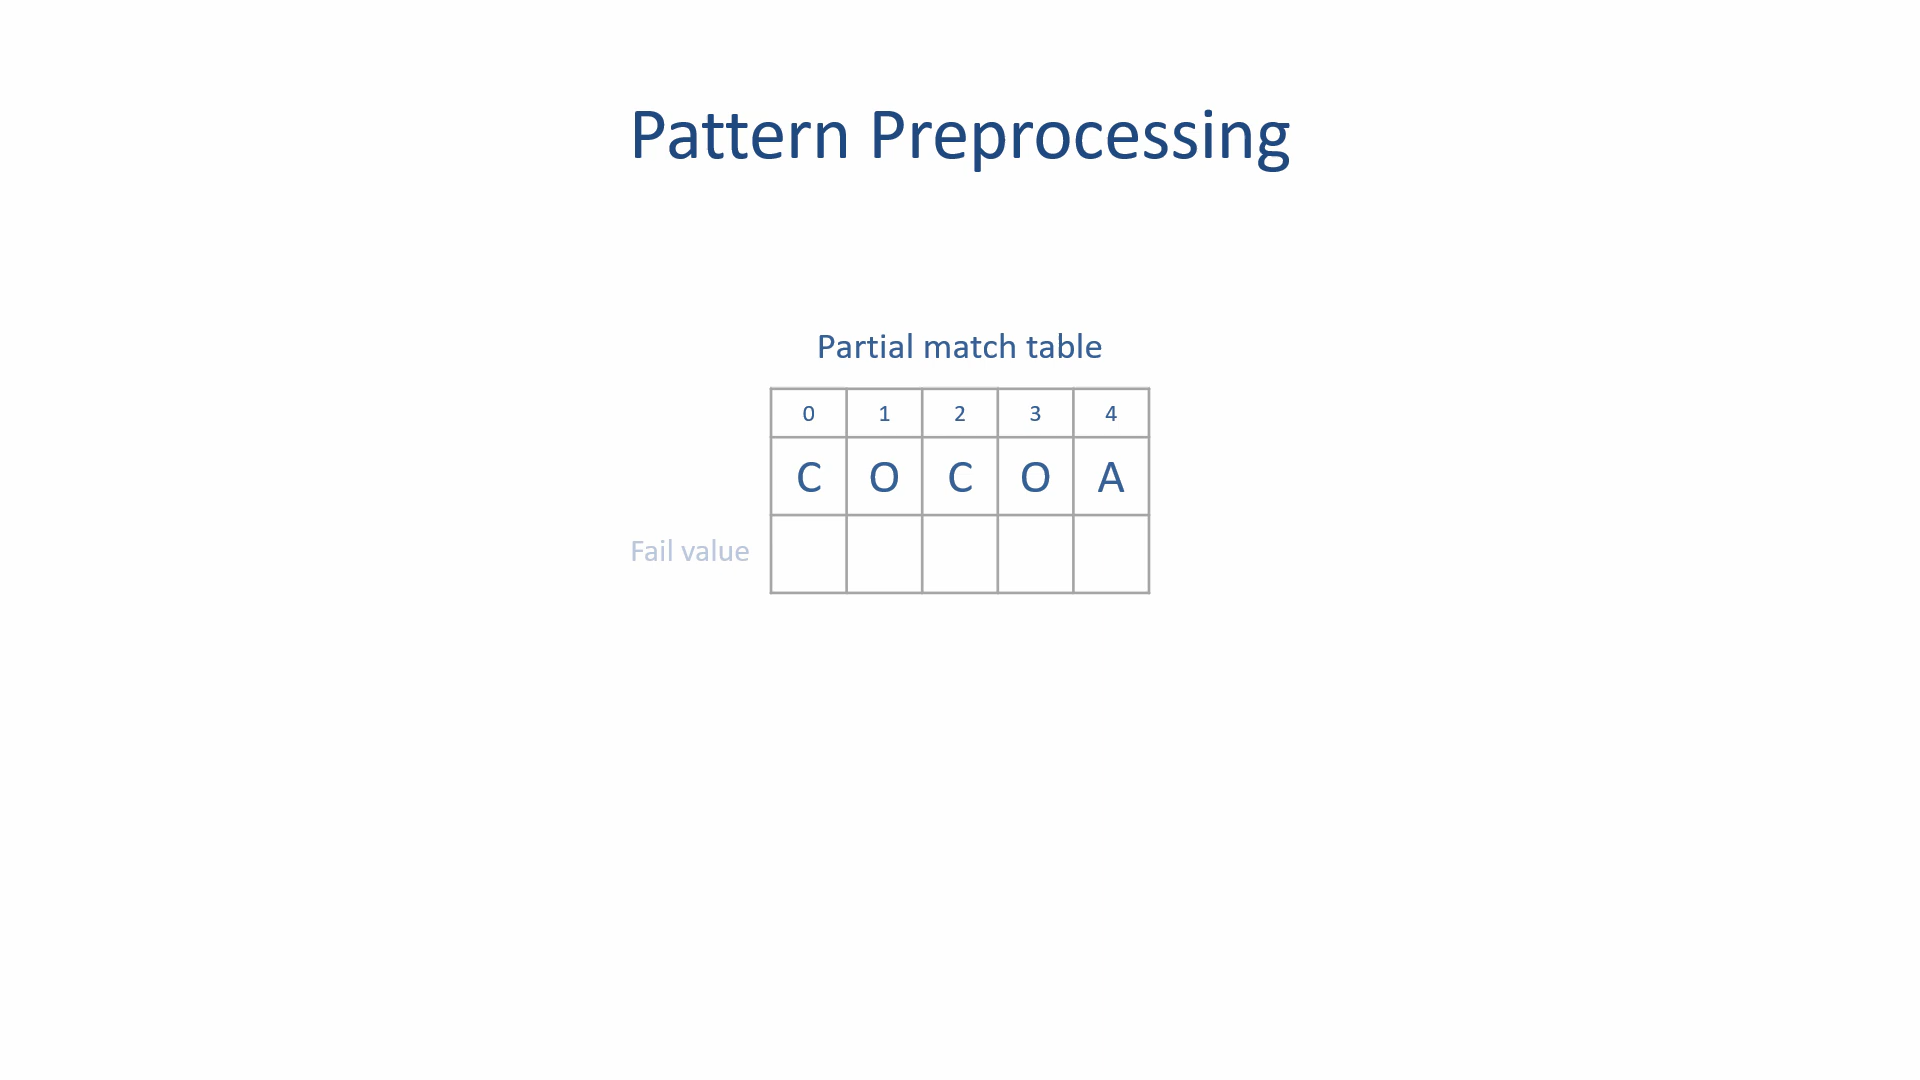 Pattern Preprocessing
Partial match table
0 1 2 3 4
C O C O A
Fail value